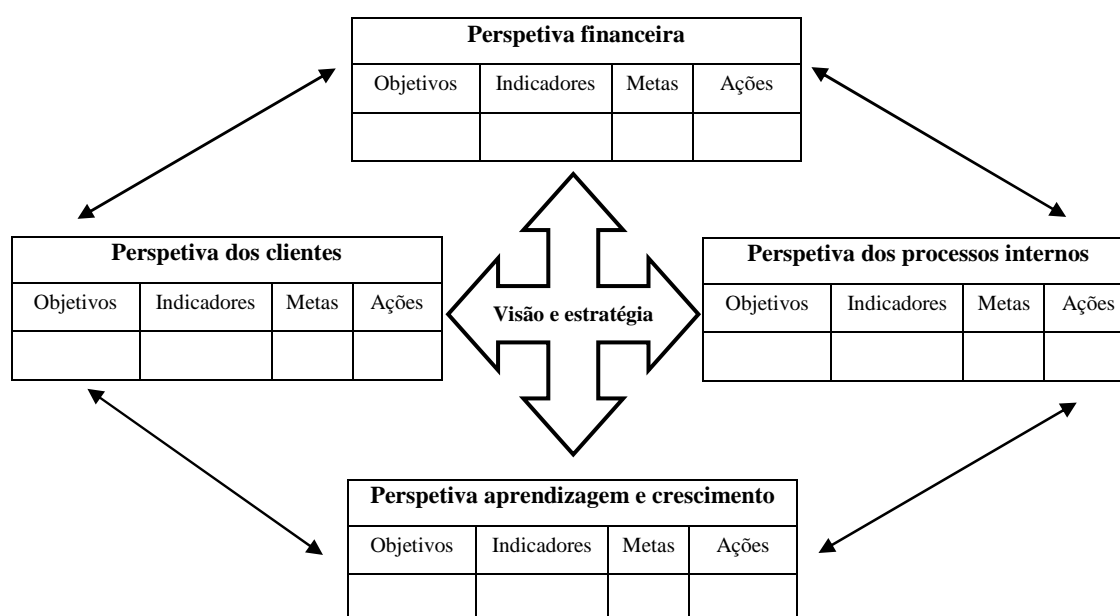 Perspetiva financeira
Objetivos Indicadores Metas Ações
Perspetiva dos clientes
Objetivos Indicadores Metas Ações
Visão e estratégia
Perspetiva dos processos internos
Objetivos Indicadores Metas Ações
Perspetiva aprendizagem e crescimento
Objetivos Indicadores Metas Ações